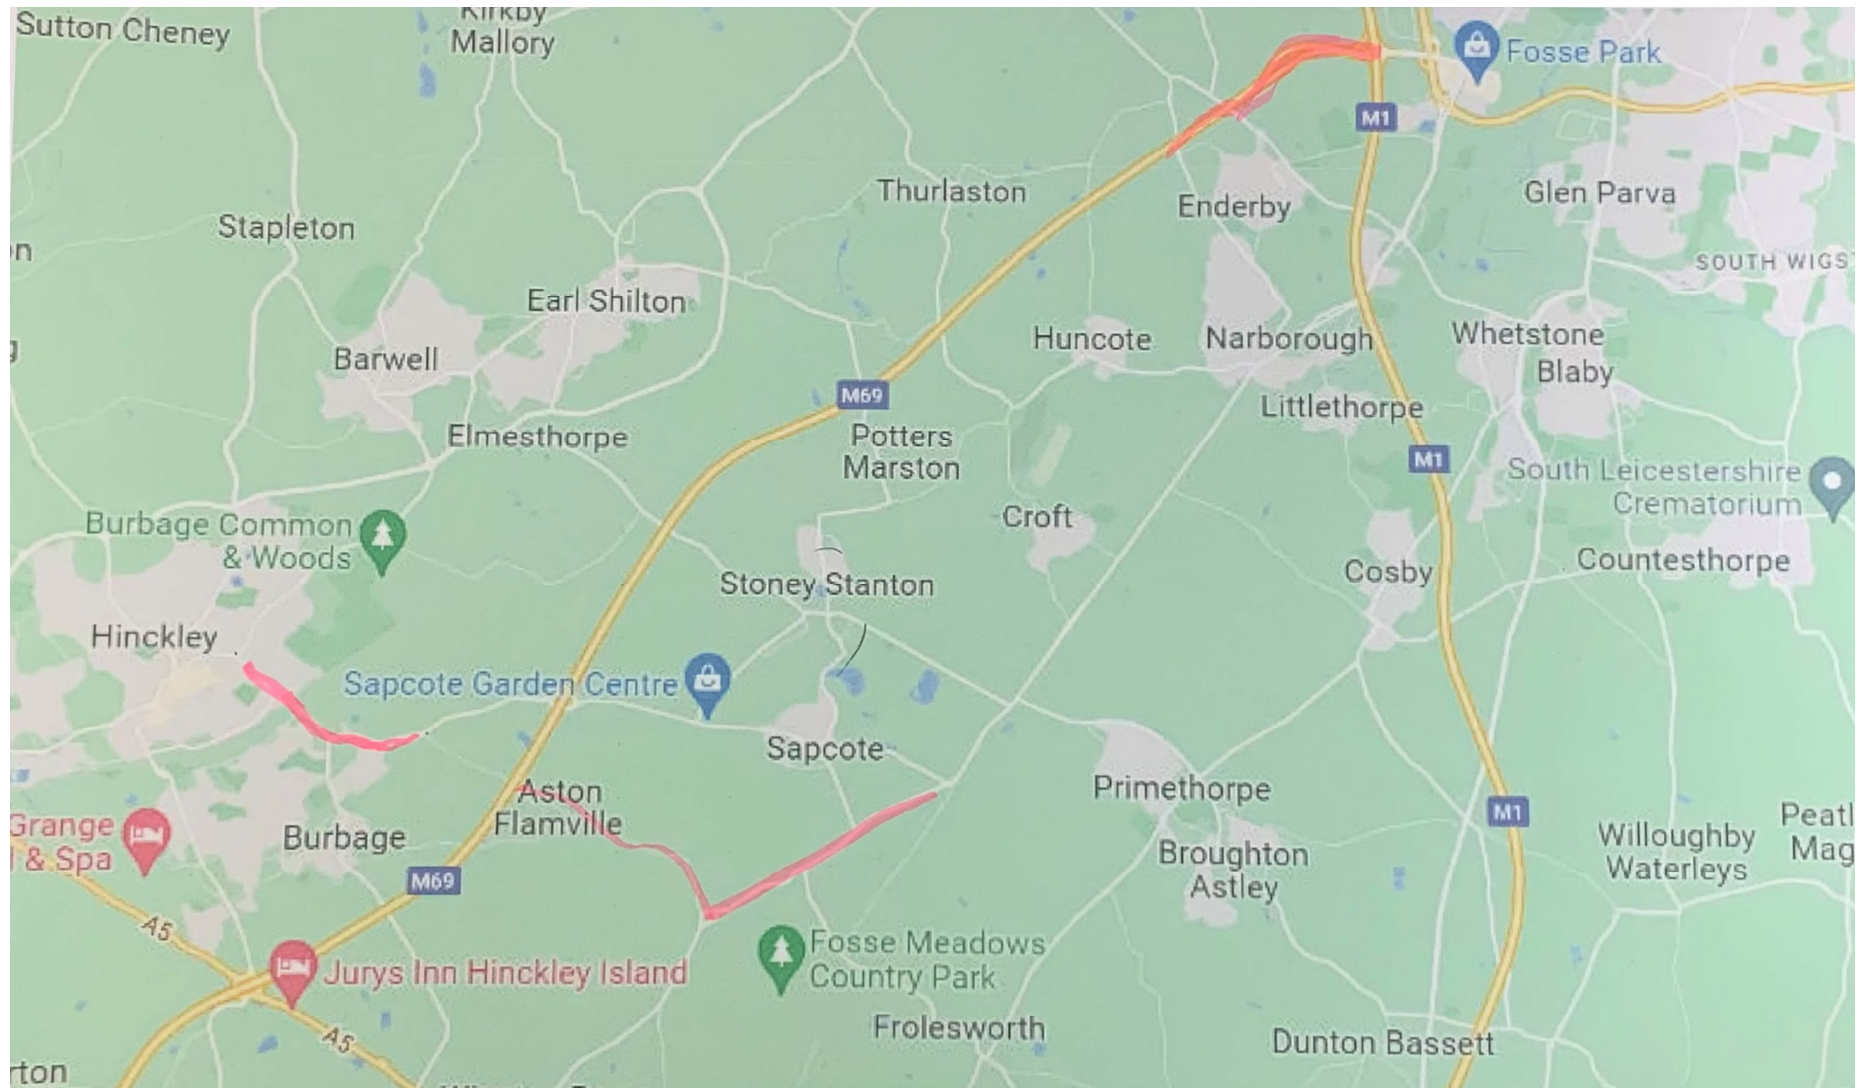 Sutton Cheney
Kirkby
Mallory
Fosse Park
M1
Thurlaston
Enderby
Glen Parva
Stapleton
SOUTH WIGS
Earl Shilton
Huncote
Narborough
Whetstone
Barwell
Blaby
M69
Littlethorpe
Elmesthorpe
Potters
Marston
M1
South Leicestershire
Crematorium
Burbage Common
& Woods
Croft
Cosby
Countesthorpe
Stoney Stanton
Hinckley
Sapcote Garden Centre
Sapcote
Aston
Flamville
Primethorpe
M1
Grange
& Spa
Burbage
Willoughby
Waterleys
Peatl
Mag
Broughton
Astley
M69
A5
Fosse Meadows
Country Park
Jurys Inn Hinckley Island
A5
Frolesworth
Dunton Bassett
rton